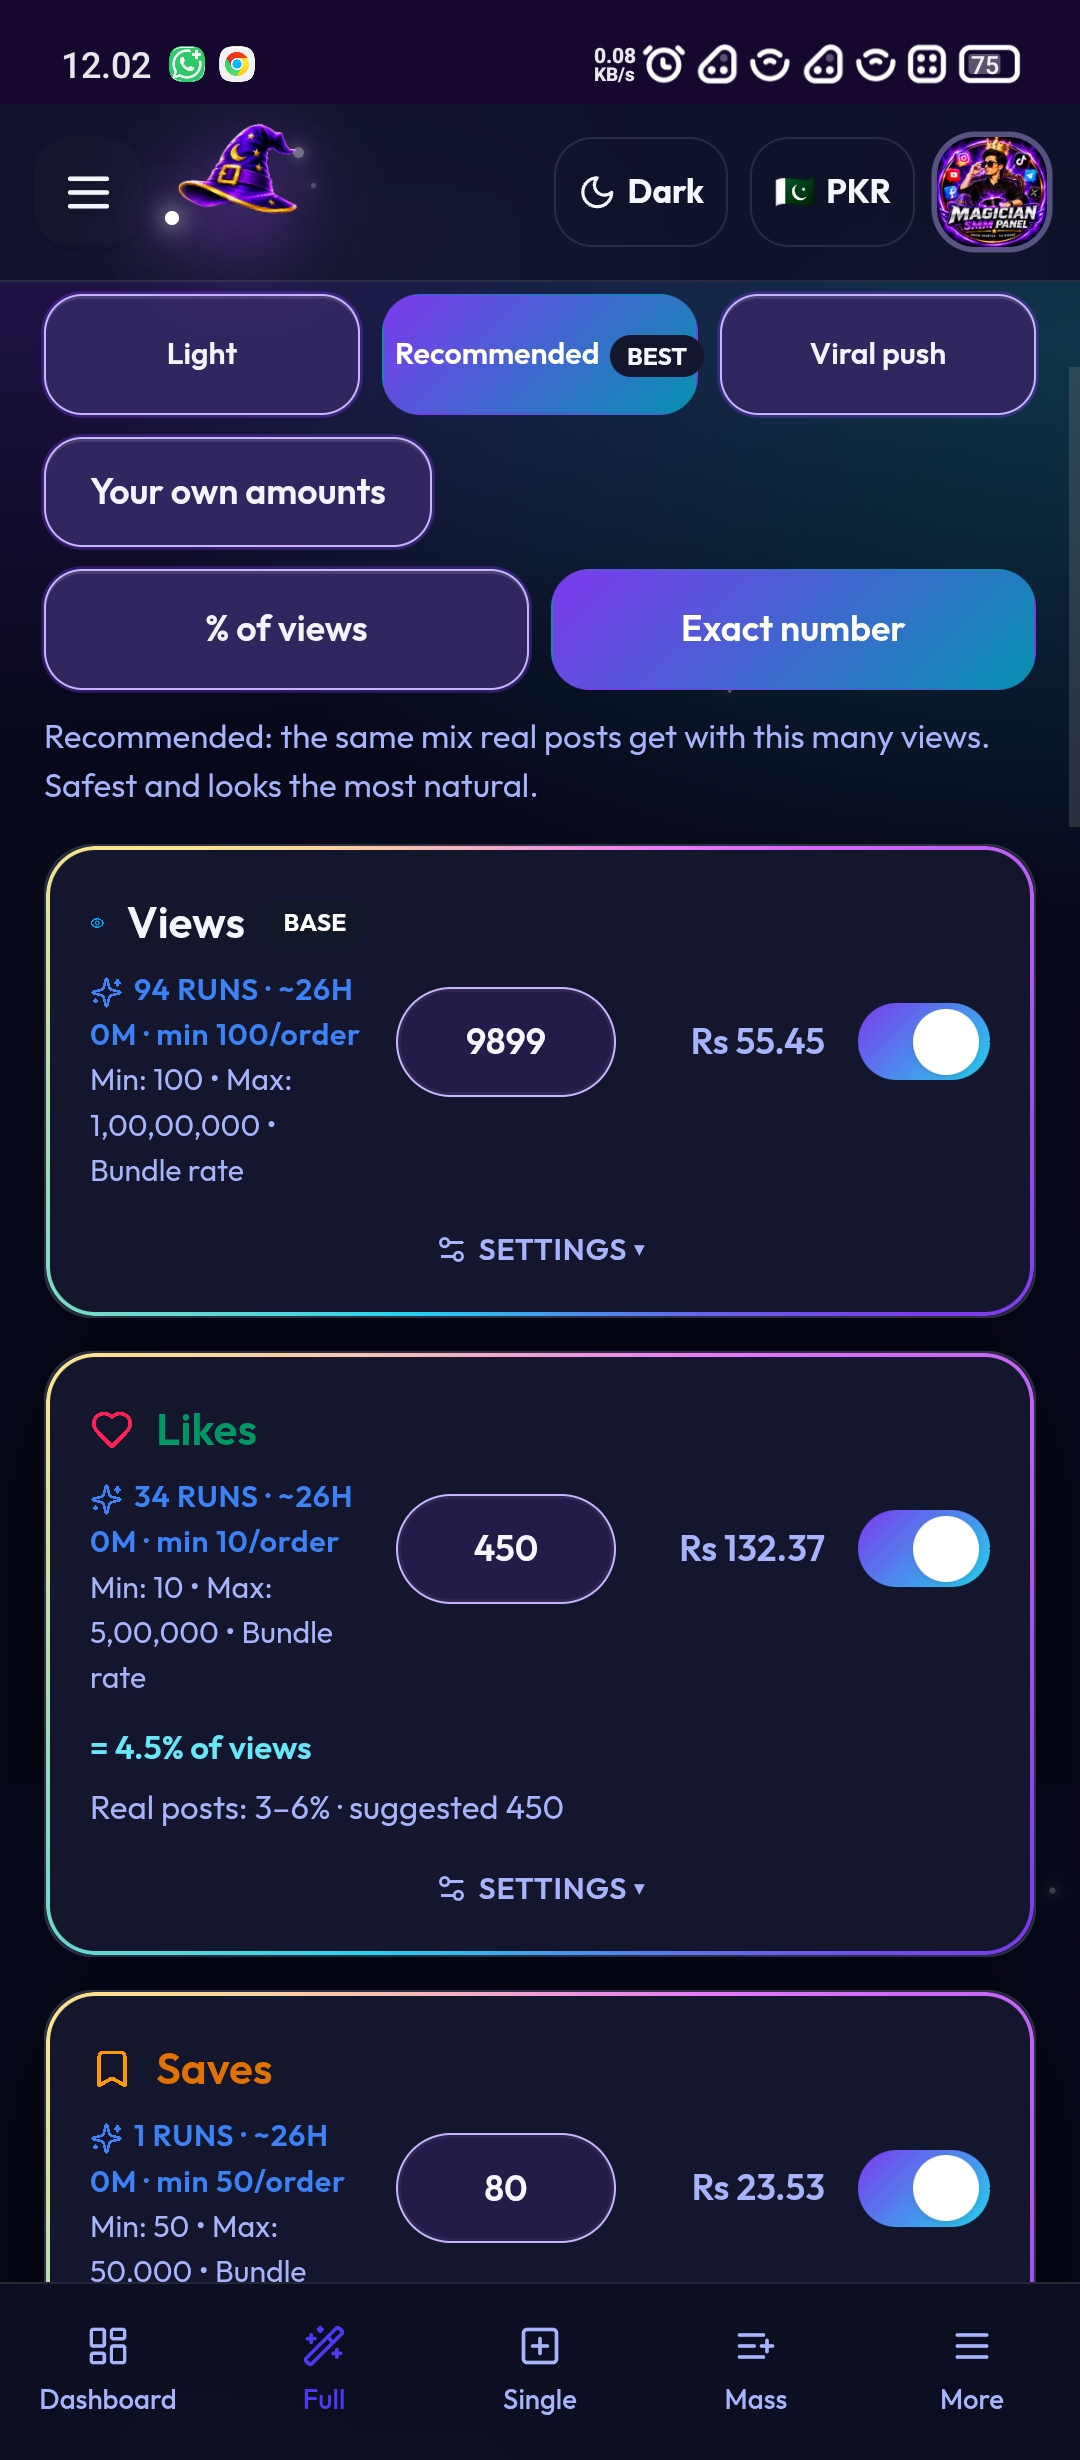 12.02
0.08
KB/s
75
Dark
PKR
MAGICIAN
SMM PANEL
Light
Recommended BEST
Viral push
Your own amounts
% of views
Exact number
Recommended: the same mix real posts get with this many views.
Safest and looks the most natural.
Views BASE
94 RUNS · ~26H
0M · min 100/order
Min: 100 • Max:
1,00,00,000 •
Bundle rate
9899
Rs 55.45
SETTINGS ▾
Likes
34 RUNS · ~26H
0M · min 10/order
Min: 10 • Max:
5,00,000 • Bundle
rate
450
Rs 132.37
= 4.5% of views
Real posts: 3–6% · suggested 450
SETTINGS ▾
Saves
1 RUNS · ~26H
0M · min 50/order
Min: 50 • Max:
50,000 • Bundle
80
Rs 23.53
Dashboard
Full
Single
Mass
More